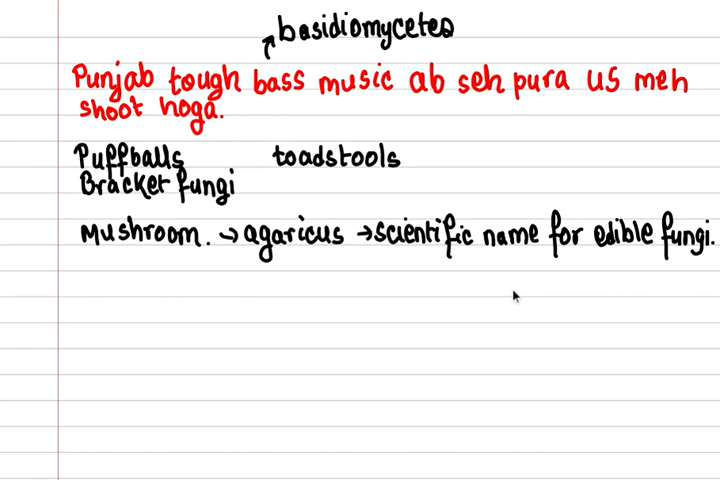 basidiomycetes
Punjab tough bass music ab seh pura us meh
shoot hoga.
Puffballs toadstools
Bracket fungi
Mushroom. →agaricus →scientific name for edible fungi.